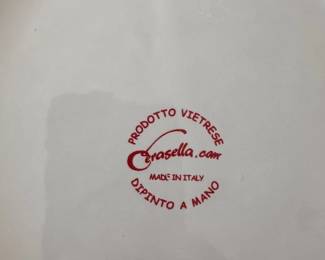 PRODOTTO VIETRESE
Cerasella.com
MADE IN ITALY
DIPINTO A MANO